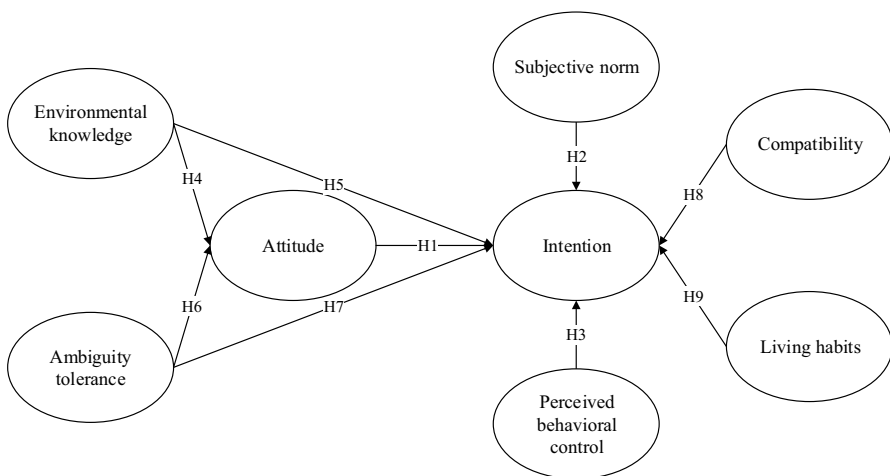 Subjective norm
Environmental
knowledge
Compatibility
H2
H4
H5
H8
Attitude
H1
Intention
H6
H7
H9
H3
Ambiguity
tolerance
Living habits
Perceived
behavioral
control